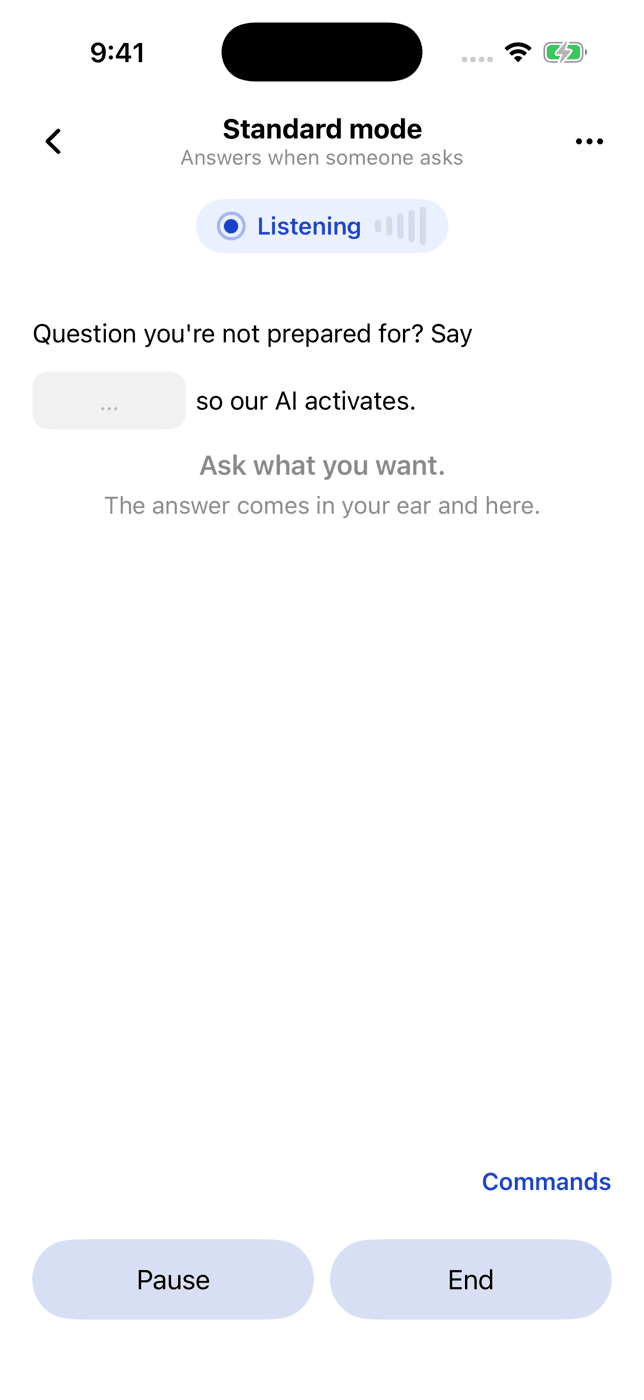 9:41
Standard mode
Answers when someone asks
Listening
Question you're not prepared for? Say
... so our AI activates.
Ask what you want.
The answer comes in your ear and here.
Commands
Pause
End